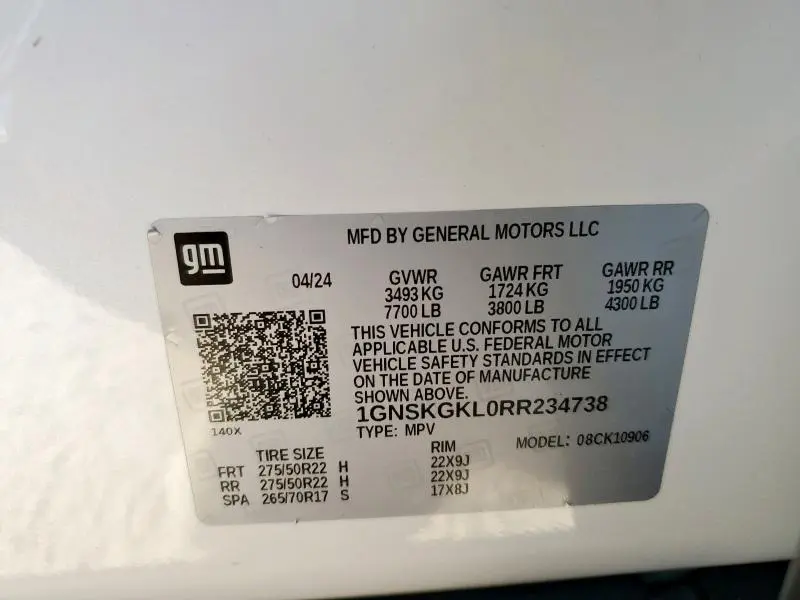 gm
MFD BY GENERAL MOTORS LLC
04/24 GVWR GAWR FRT GAWR RR
3493 KG 1724 KG 1950 KG
7700 LB 3800 LB 4300 LB
THIS VEHICLE CONFORMS TO ALL
APPLICABLE U.S. FEDERAL MOTOR
VEHICLE SAFETY STANDARDS IN EFFECT
ON THE DATE OF MANUFACTURE
SHOWN ABOVE.
1GNSKGKL0RR234738
140X
TYPE: MPV MODEL: 08CK10906
TIRE SIZE RIM
FRT 275/50R22 H 22X9J
RR 275/50R22 H 22X9J
SPA 265/70R17 S 17X8J